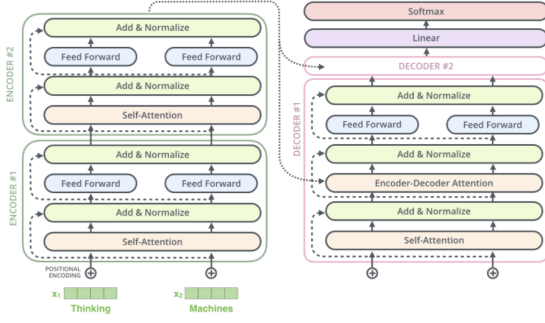 ENCODER #2
Add & Normalize
Feed Forward Feed Forward
Add & Normalize
Self-Attention
ENCODER #1
Add & Normalize
Feed Forward Feed Forward
Add & Normalize
Self-Attention
POSITIONAL
ENCODING
x₁ x₂
Thinking Machines
Softmax
Linear
DECODER #2
DECODER #1
Add & Normalize
Feed Forward Feed Forward
Add & Normalize
Encoder-Decoder Attention
Add & Normalize
Self-Attention